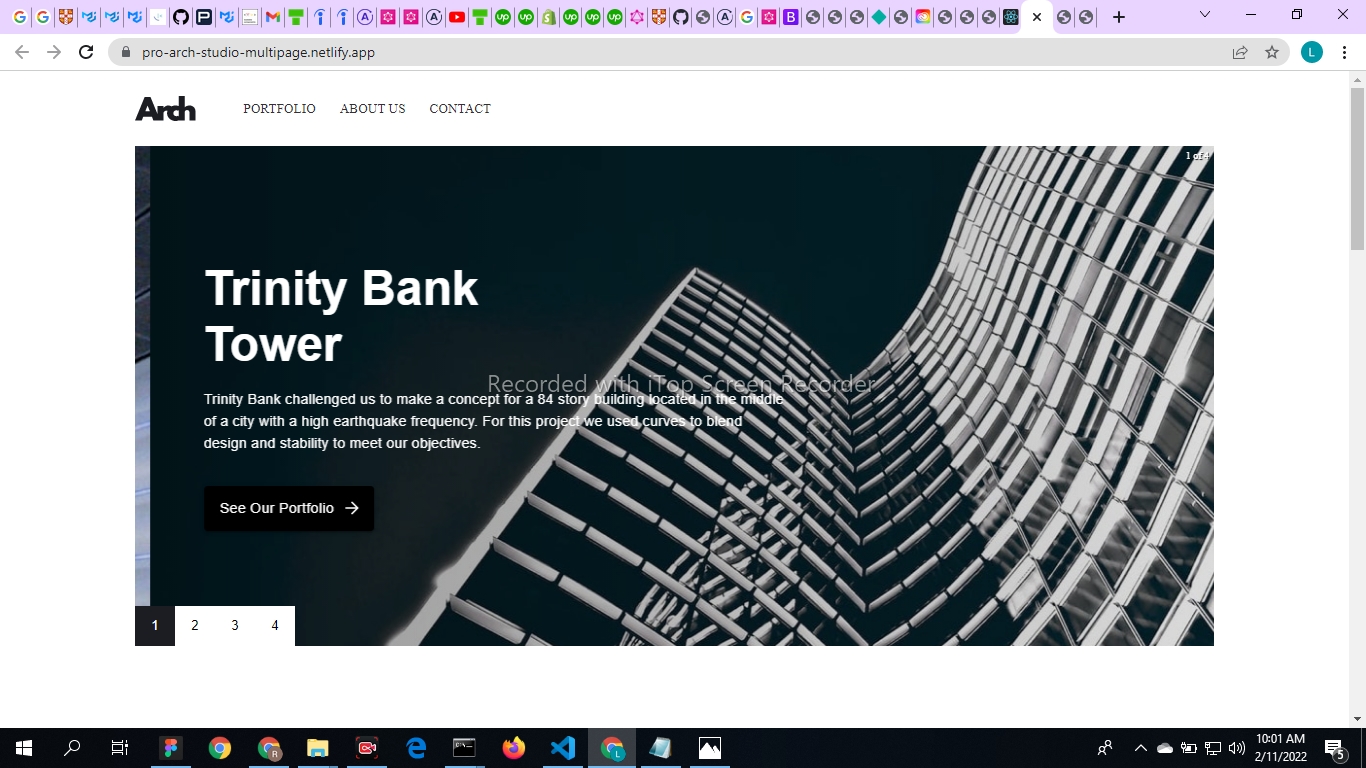 pro-arch-studio-multipage.netlify.app
L
Arch
PORTFOLIO ABOUT US CONTACT
1 of 4
Trinity Bank
Tower
Recorded with iTop Screen Recorder
Trinity Bank challenged us to make a concept for a 84 story building located in the middle
of a city with a high earthquake frequency. For this project we used curves to blend
design and stability to meet our objectives.
See Our Portfolio
1 2 3 4
10:01 AM
2/11/2022
5